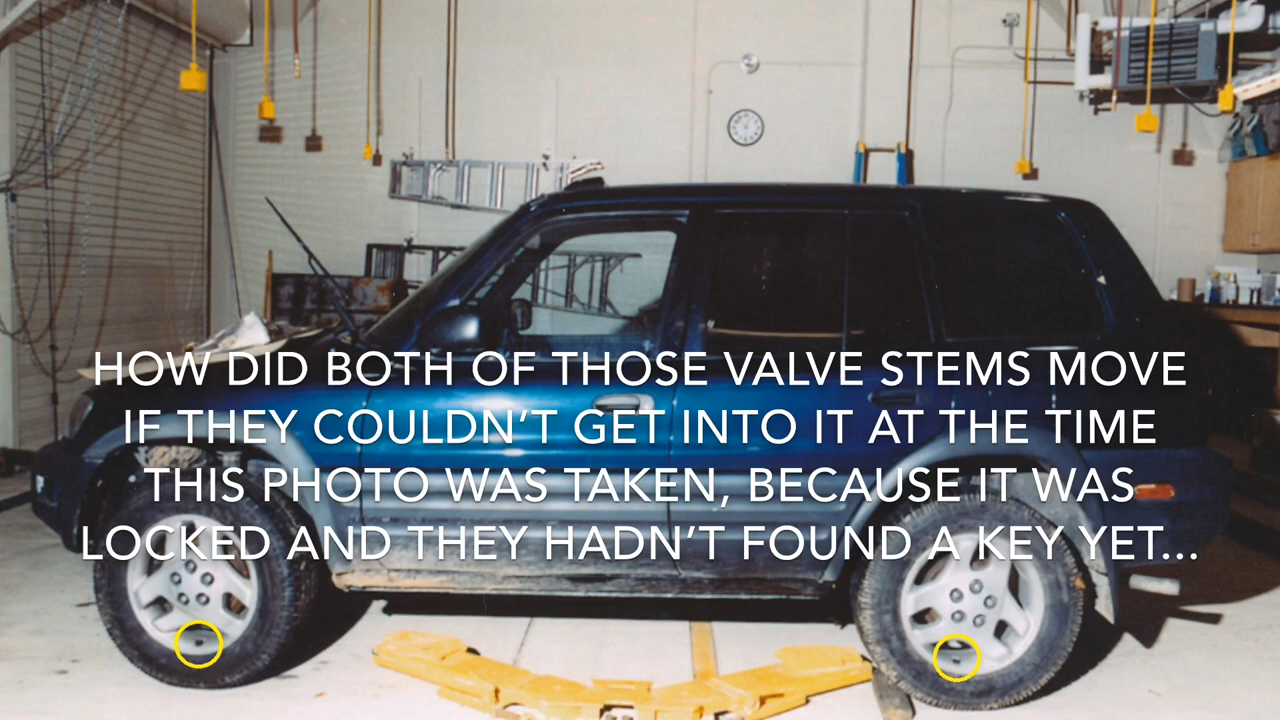 HOW DID BOTH OF THOSE VALVE STEMS MOVE
IF THEY COULDN'T GET INTO IT AT THE TIME
THIS PHOTO WAS TAKEN, BECAUSE IT WAS
LOCKED AND THEY HADN'T FOUND A KEY YET...